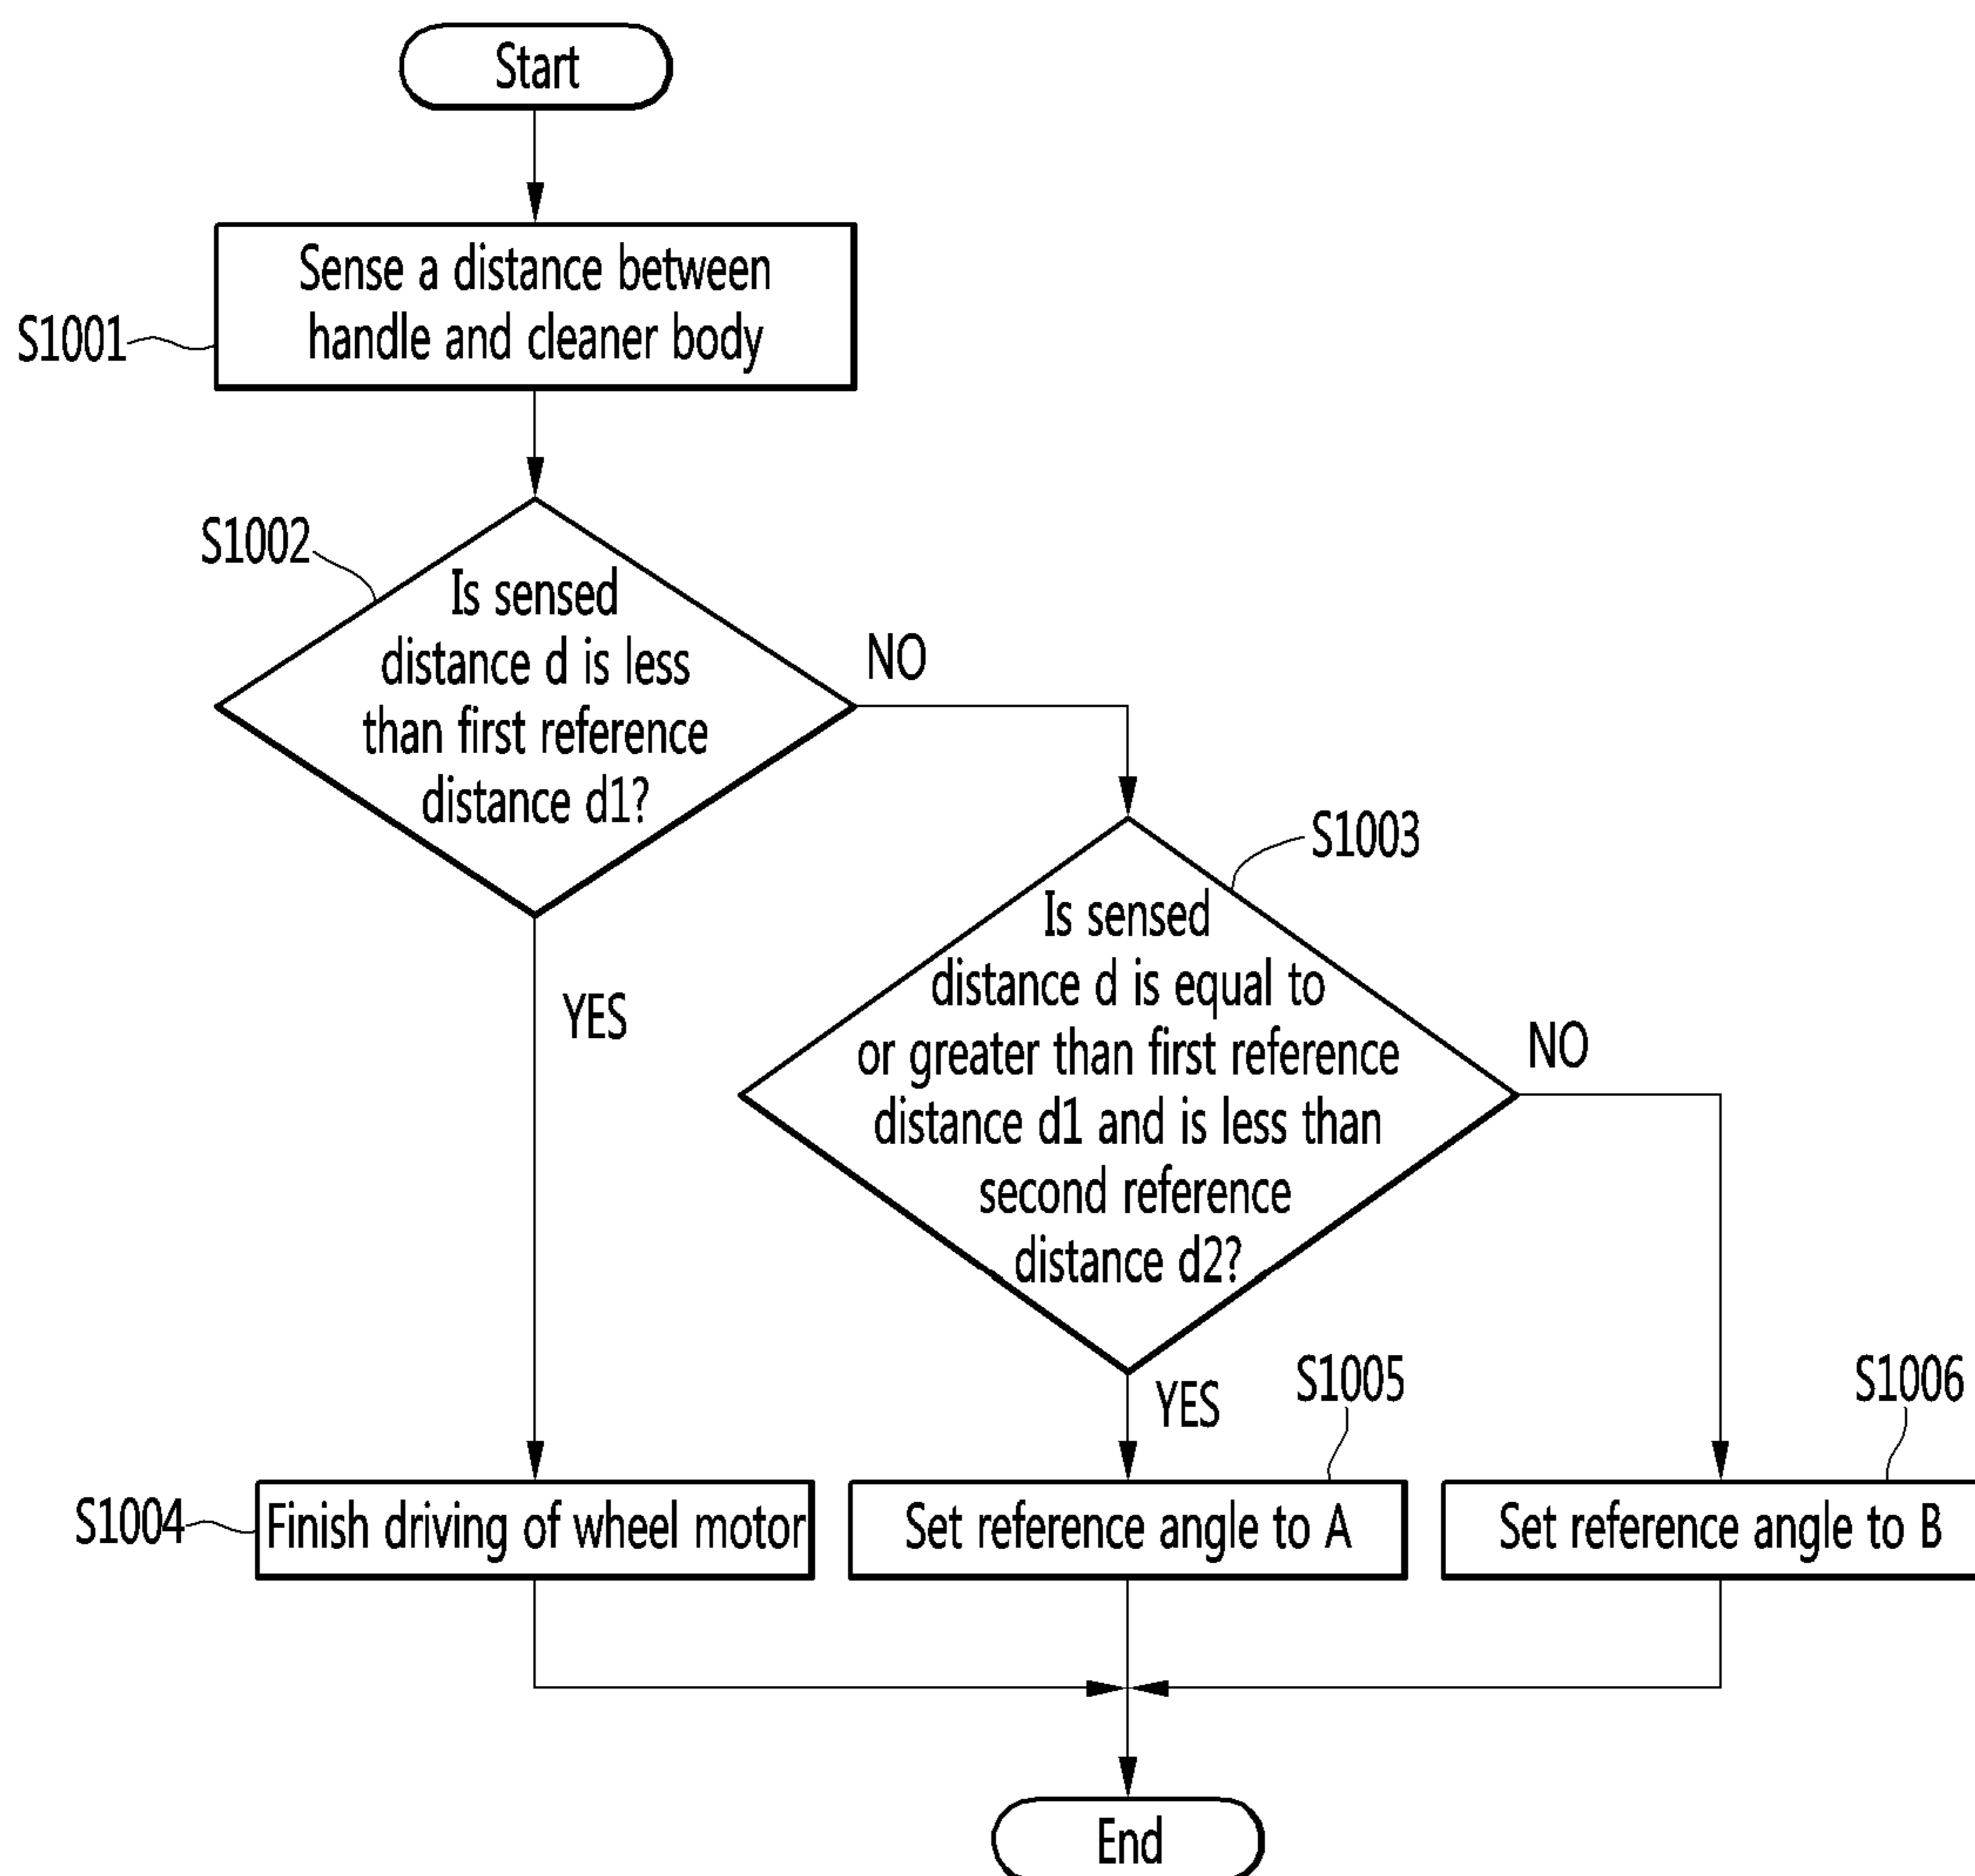 Start
Sense a distance between
handle and cleaner body
S1001
S1002
Is sensed
distance d is less
than first reference
distance d1?
NO
YES
S1003
Is sensed
distance d is equal to
or greater than first reference
distance d1 and is less than
second reference
distance d2?
NO
YES
S1004
Finish driving of wheel motor
S1005
Set reference angle to A
S1006
Set reference angle to B
End